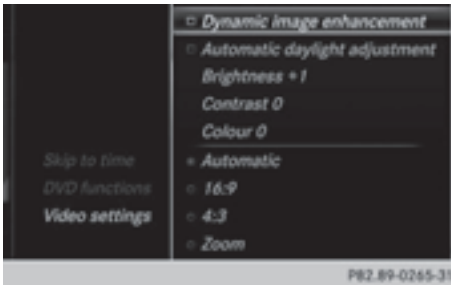 Dynamic image enhancement
Automatic daylight adjustment
Brightness +1
Contrast 0
Colour 0
Skip to time
Automatic
DVD functions
16:9
Video settings
4:3
Zoom
P82.89-0265-31